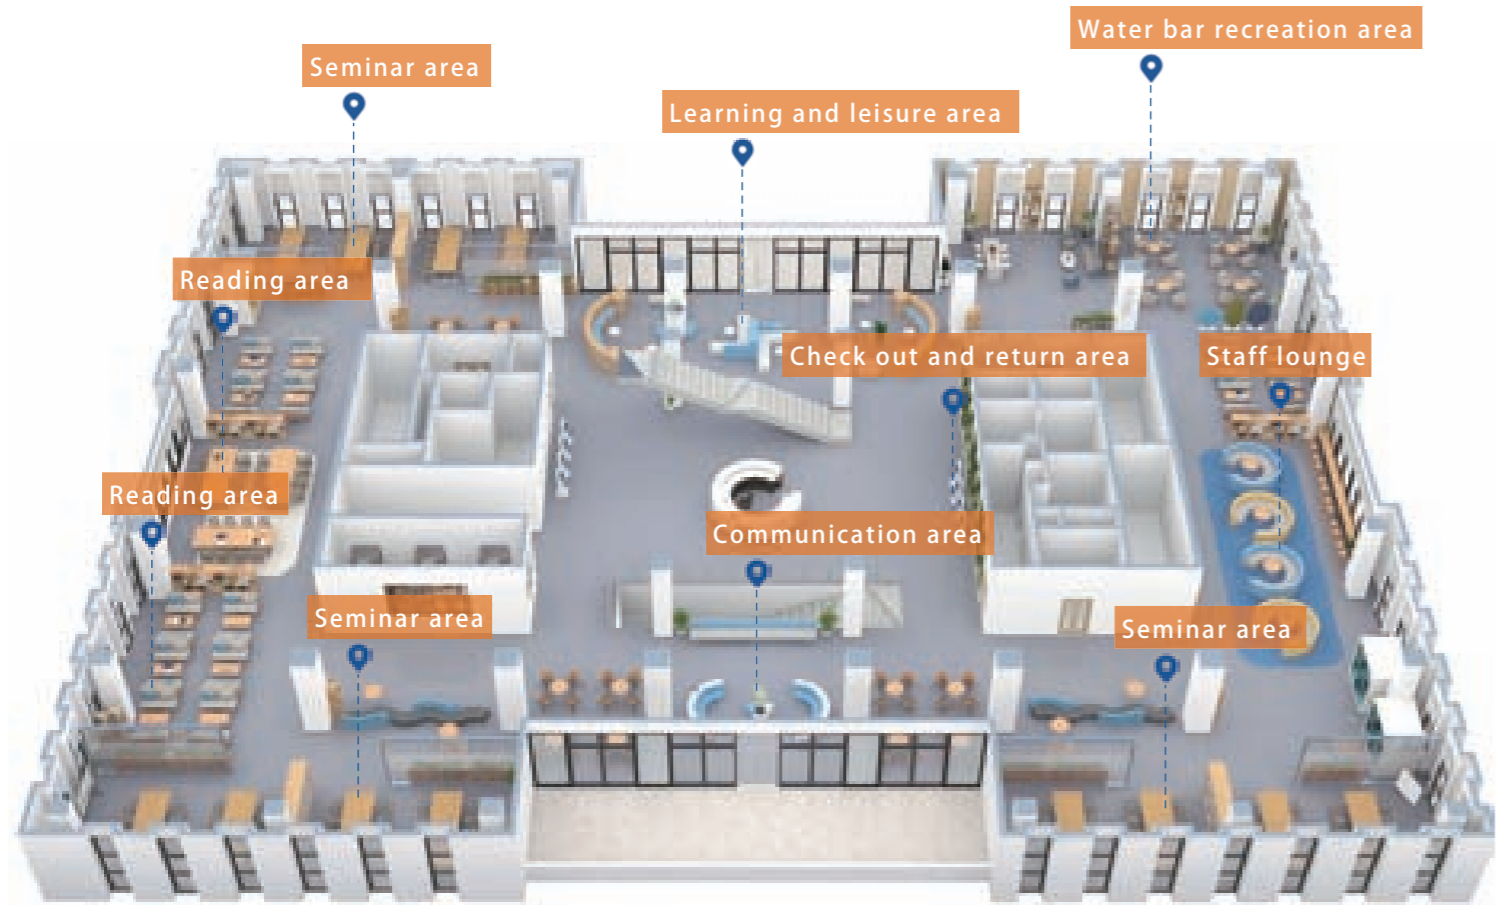 Water bar recreation area
Seminar area
Learning and leisure area
Reading area
Check out and return area
Staff lounge
Reading area
Communication area
Seminar area
Seminar area